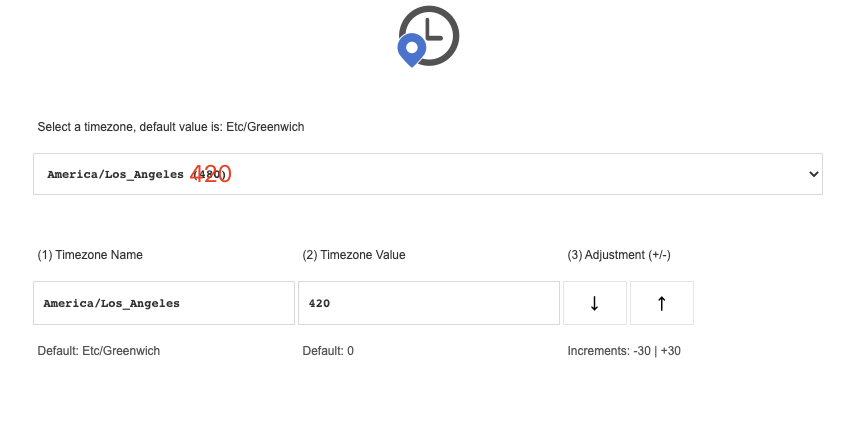 Select a timezone, default value is: Etc/Greenwich
America/Los_Angeles (480) 420
(1) Timezone Name (2) Timezone Value (3) Adjustment (+/-)
America/Los_Angeles 420 ↓ ↑
Default: Etc/Greenwich Default: 0 Increments: -30 | +30